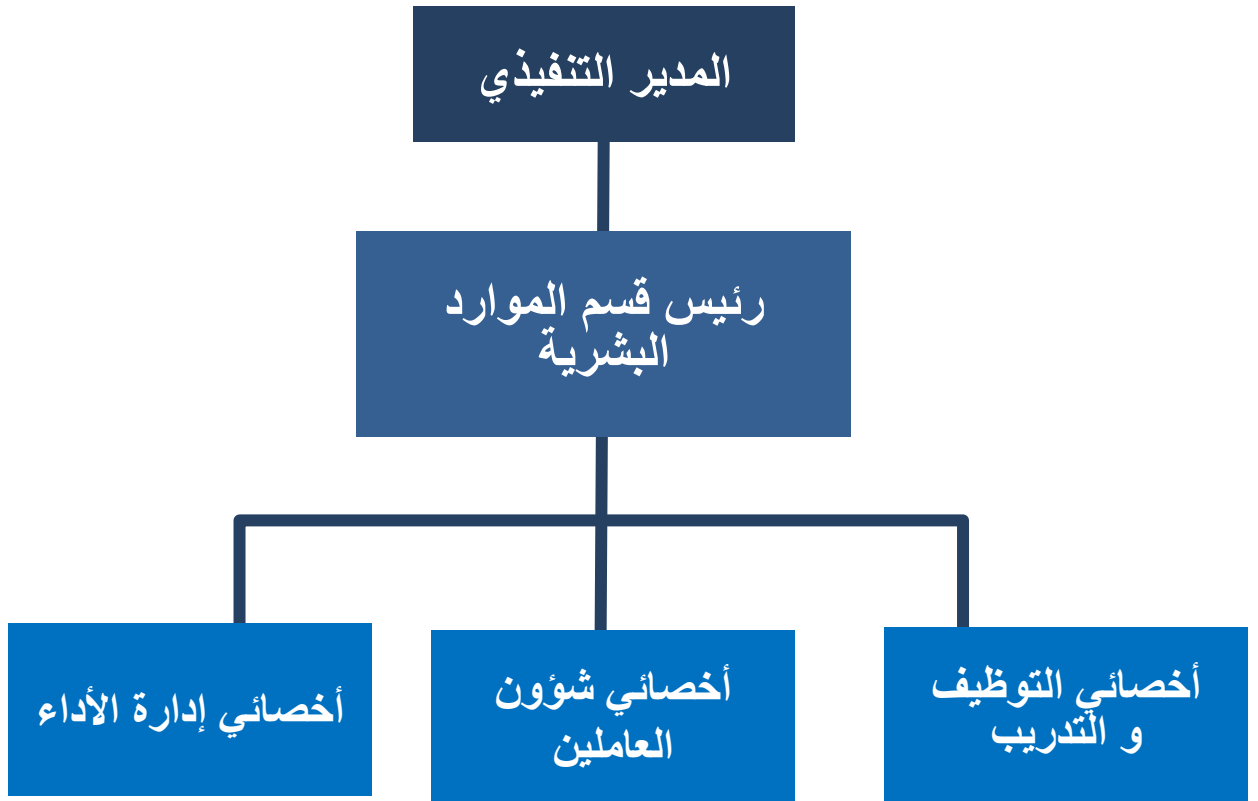 المدير التنفيذي
رئيس قسم الموارد
البشرية
أخصائي التوظيف
و التدريب
أخصائي شؤون
العاملين
أخصائي إدارة الأداء